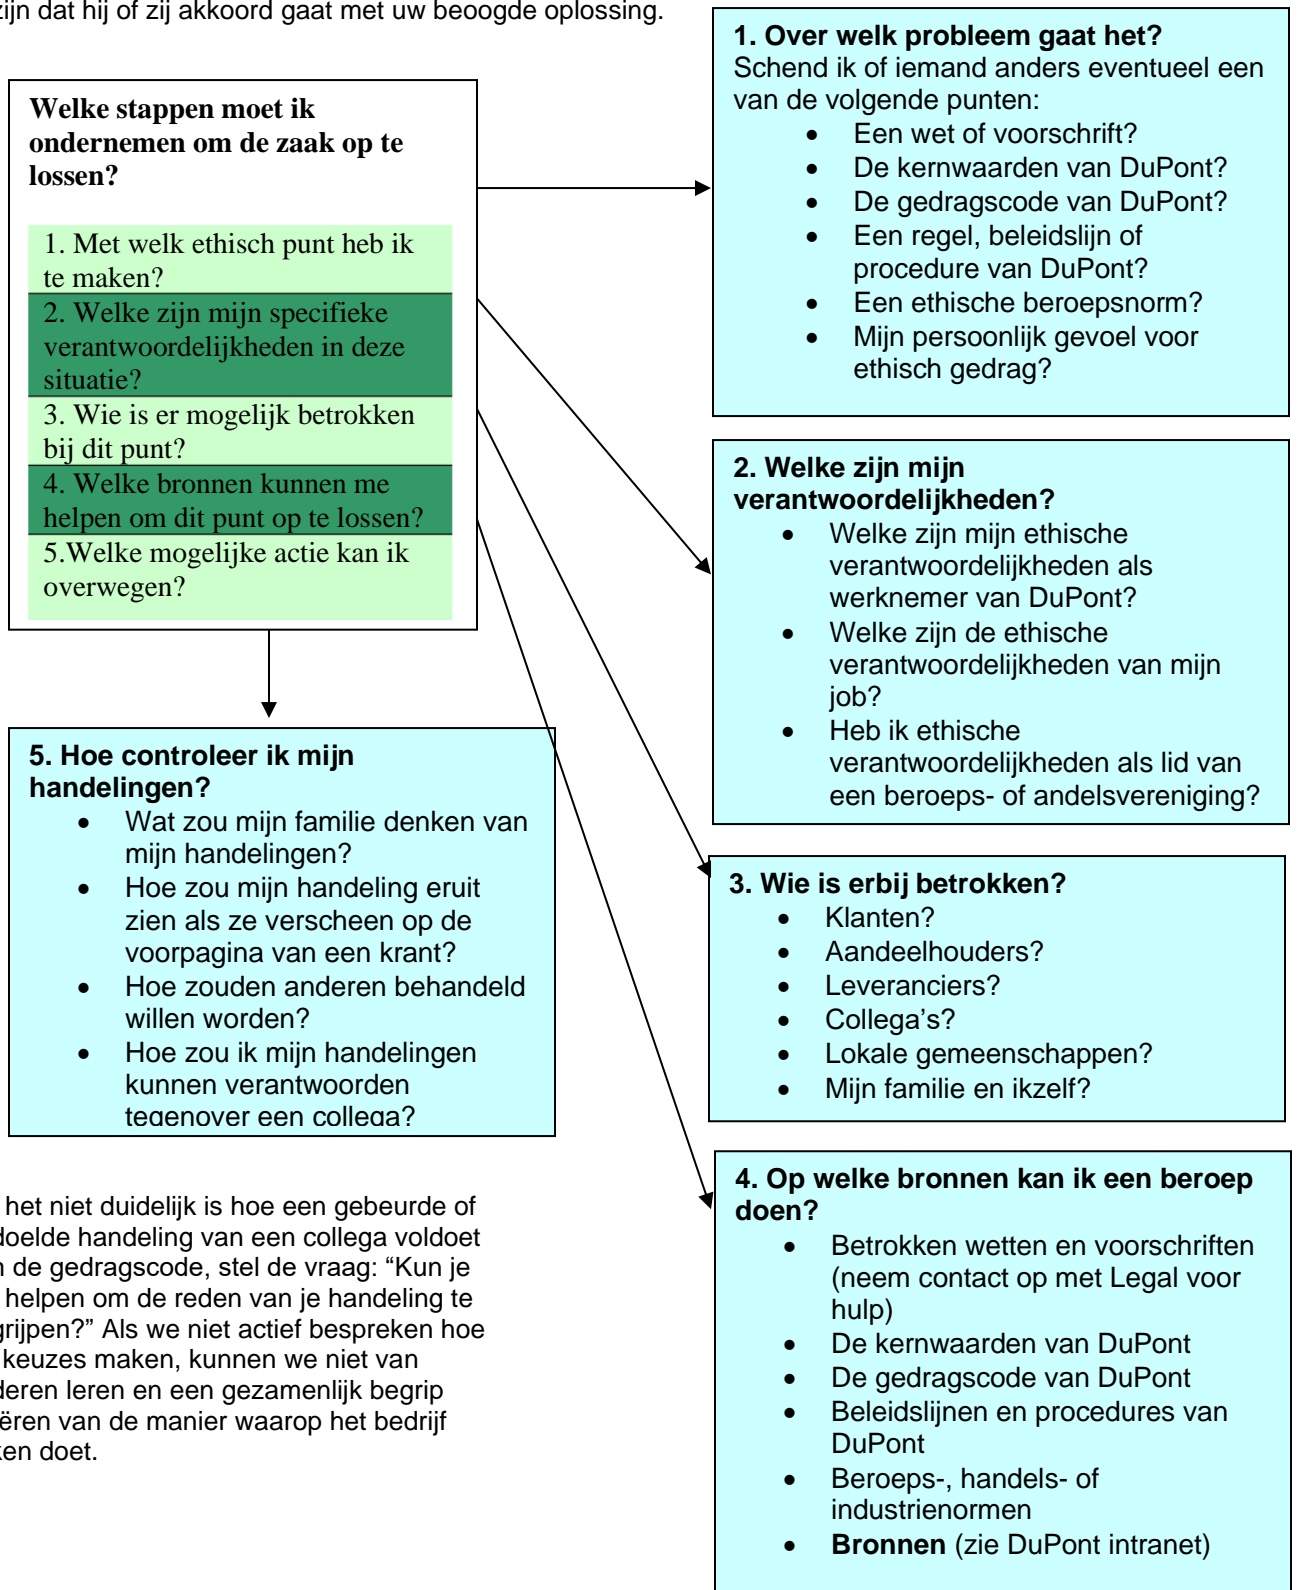 zijn dat hij of zij akkoord gaat met uw beoogde oplossing.
Welke stappen moet ik
ondernemen om de zaak op te
lossen?
1. Met welk ethisch punt heb ik
te maken?
2. Welke zijn mijn specifieke
verantwoordelijkheden in deze
situatie?
3. Wie is er mogelijk betrokken
bij dit punt?
4. Welke bronnen kunnen me
helpen om dit punt op te lossen?
5.Welke mogelijke actie kan ik
overwegen?
1. Over welk probleem gaat het?
Schend ik of iemand anders eventueel een
van de volgende punten:
• Een wet of voorschrift?
• De kernwaarden van DuPont?
• De gedragscode van DuPont?
• Een regel, beleidslijn of
procedure van DuPont?
• Een ethische beroepsnorm?
• Mijn persoonlijk gevoel voor
ethisch gedrag?
2. Welke zijn mijn
verantwoordelijkheden?
• Welke zijn mijn ethische
verantwoordelijkheden als
werknemer van DuPont?
• Welke zijn de ethische
verantwoordelijkheden van mijn
job?
• Heb ik ethische
verantwoordelijkheden als lid van
een beroeps- of andelsvereniging?
3. Wie is erbij betrokken?
• Klanten?
• Aandeelhouders?
• Leveranciers?
• Collega’s?
• Lokale gemeenschappen?
• Mijn familie en ikzelf?
4. Op welke bronnen kan ik een beroep
doen?
• Betrokken wetten en voorschriften
(neem contact op met Legal voor
hulp)
• De kernwaarden van DuPont
• De gedragscode van DuPont
• Beleidslijnen en procedures van
DuPont
• Beroeps-, handels- of
industrienormen
• Bronnen (zie DuPont intranet)
5. Hoe controleer ik mijn
handelingen?
• Wat zou mijn familie denken van
mijn handelingen?
• Hoe zou mijn handeling eruit
zien als ze verscheen op de
voorpagina van een krant?
• Hoe zouden anderen behandeld
willen worden?
• Hoe zou ik mijn handelingen
kunnen verantwoorden
tegenover een collega?
het niet duidelijk is hoe een gebeurde of
doelde handeling van een collega voldoet
de gedragscode, stel de vraag: “Kun je
helpen om de reden van je handeling te
grijpen?” Als we niet actief bespreken hoe
keuzes maken, kunnen we niet van
deren leren en een gezamenlijk begrip
ëren van de manier waarop het bedrijf
ken doet.